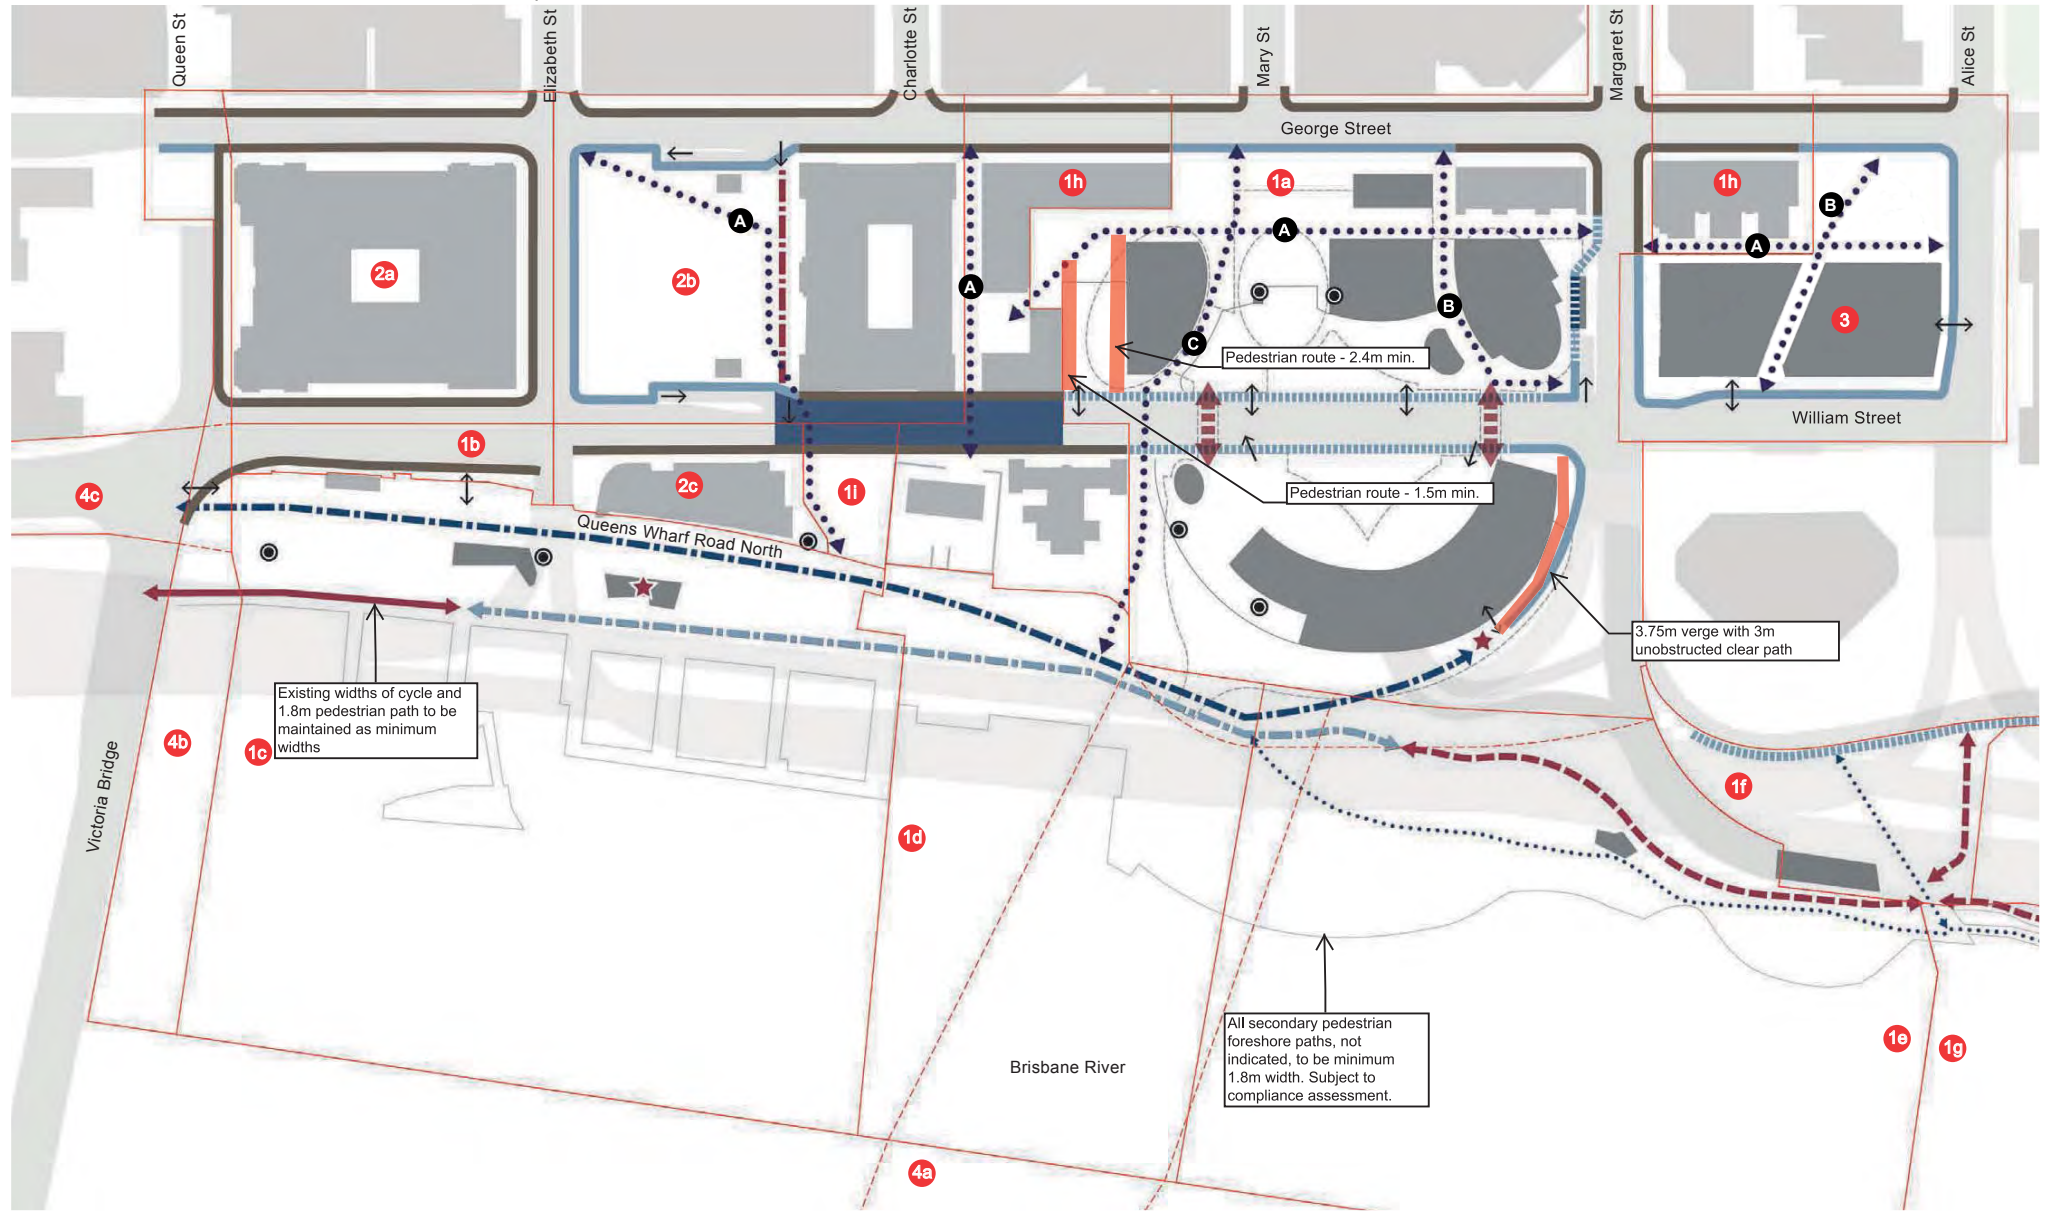 Queen St
Elizabeth St
Charlotte St
Mary St
Margaret St
Alice St
George Street
1h
1a
1h
A
B
A
A
2a
2b
A
B
3
C
Pedestrian route - 2.4m min.
William Street
1b
4c
2c
1i
Pedestrian route - 1.5m min.
Queens Wharf Road North
3.75m verge with 3m
unobstructed clear path
Existing widths of cycle and
1.8m pedestrian path to be
maintained as minimum
widths
4b
1c
Victoria Bridge
1f
1d
All secondary pedestrian
foreshore paths, not
indicated, to be minimum
1.8m width. Subject to
compliance assessment.
Brisbane River
1e
1g
4a